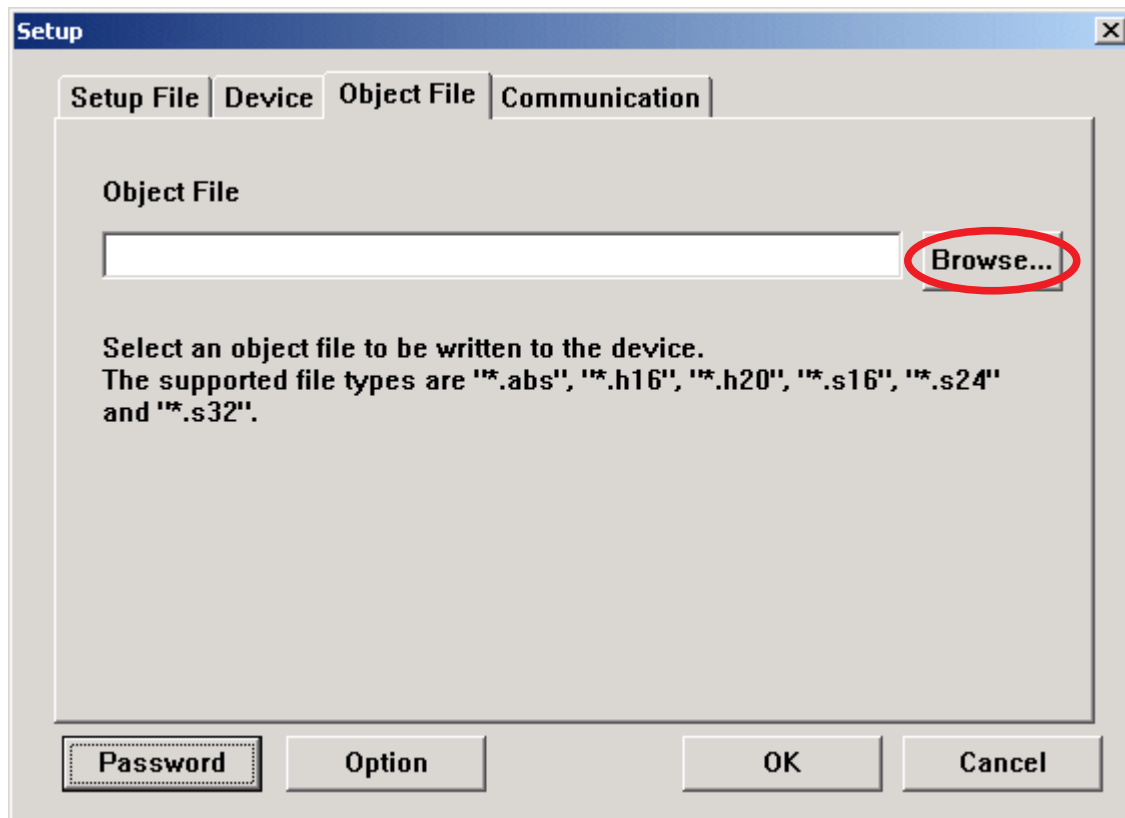 Setup
Setup File Device Object File Communication
Object File
Browse...
Select an object file to be written to the device.
The supported file types are "*.abs", "*.h16", "*.h20", "*.s16", "*.s24"
and "*.s32".
Password Option OK Cancel